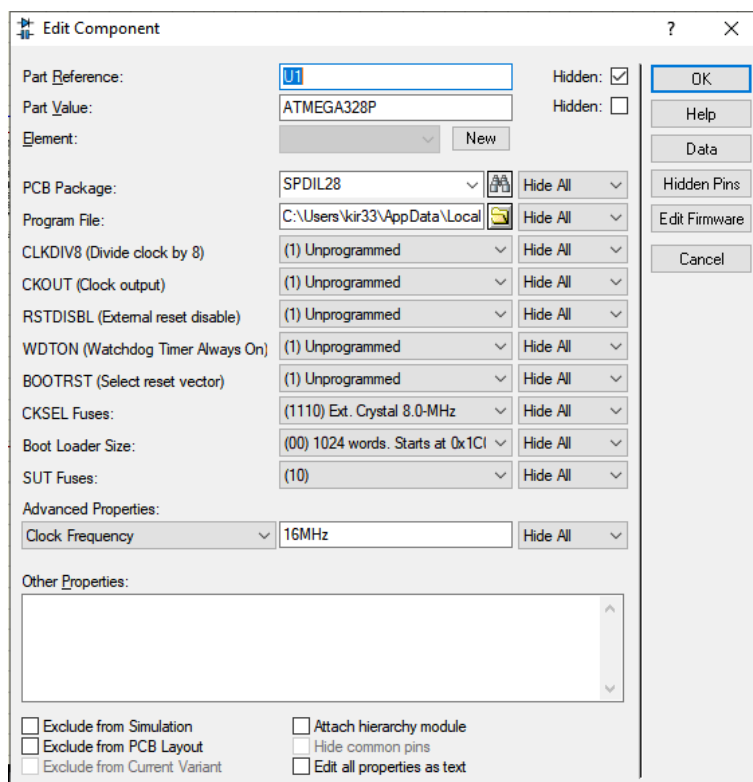 Edit Component ? X
Part Reference: U1 Hidden:
Part Value: ATMEGA328P Hidden:
Element: New
PCB Package: SPDIL28 Hide All
Program File: C:\Users\kir33\AppData\Local Hide All
CLKDIV8 (Divide clock by 8) (1) Unprogrammed Hide All
CKOUT (Clock output) (1) Unprogrammed Hide All
RSTDISBL (External reset disable) (1) Unprogrammed Hide All
WDTON (Watchdog Timer Always On) (1) Unprogrammed Hide All
BOOTRST (Select reset vector) (1) Unprogrammed Hide All
CKSEL Fuses: (1110) Ext. Crystal 8.0-MHz Hide All
Boot Loader Size: (00) 1024 words. Starts at 0x1C Hide All
SUT Fuses: (10) Hide All
Advanced Properties:
Clock Frequency 16MHz Hide All
Other Properties:
Exclude from Simulation Attach hierarchy module
Exclude from PCB Layout Hide common pins
Exclude from Current Variant Edit all properties as text
OK
Help
Data
Hidden Pins
Edit Firmware
Cancel